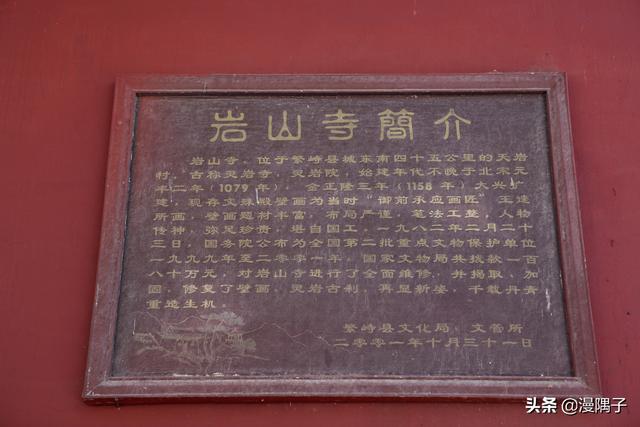 岩山寺简介
岩山寺，位于繁峙县城东南四十五公里的天岩
村，古称灵岩寺，灵岩院，始建年代不晚于北宋元
丰二年（1079年），金正隆三年（1158年）大兴扩
建，现存文殊殿壁画为当时“御前承应画匠”王逵
所画，壁画题材丰富，布局严谨，笔法工整，人物
传神，弥足珍贵，堪自全国第一。一九八二年二月二十
三日，国务院公布为全国重点文物保护单位
一九九九年至二零零零年国家文物局共拨款一百
八十万元对岩山寺进行了全面维修，并揭取、加
固，修复了壁画，灵岩古刹，再显新姿，千载丹青
重造生机。
繁峙县文化局 文管所
二零零一年十月三十一日
头条 @漫隅子